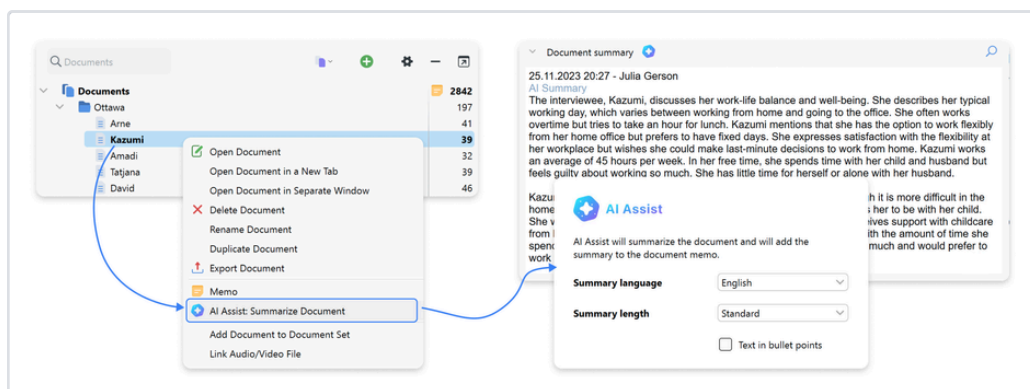 Documents
Documents 2842
Ottawa 197
Arne 41
Kazumi 39
Amadi 32
Tatjana 39
David 46
Open Document
Open Document in a New Tab
Open Document in Separate Window
Delete Document
Rename Document
Duplicate Document
Export Document
Memo
AI Assist: Summarize Document
Add Document to Document Set
Link Audio/Video File
Document summary
25.11.2023 20:27 - Julia Gerson
AI Summary
The interviewee, Kazumi, discusses her work-life balance and well-being. She describes her typical
working day, which varies between working from home and going to the office. She often works
overtime but tries to take an hour for lunch. Kazumi mentions that she has the option to work flexibly
from her home office but prefers to have fixed days. She expresses satisfaction with the flexibility at
her workplace but wishes she could make last-minute decisions to work from home. Kazumi works
an average of 45 hours per week. In her free time, she spends time with her child and husband but
feels guilty about working so much. She has little time for herself or alone with her husband.
it is more difficult in the
home s her to be with her child.
She support with childcare
from ith the amount of time she
much and would prefer to
work
AI Assist
AI Assist will summarize the document and will add the
summary to the document memo.
Summary language English
Summary length Standard
Text in bullet points